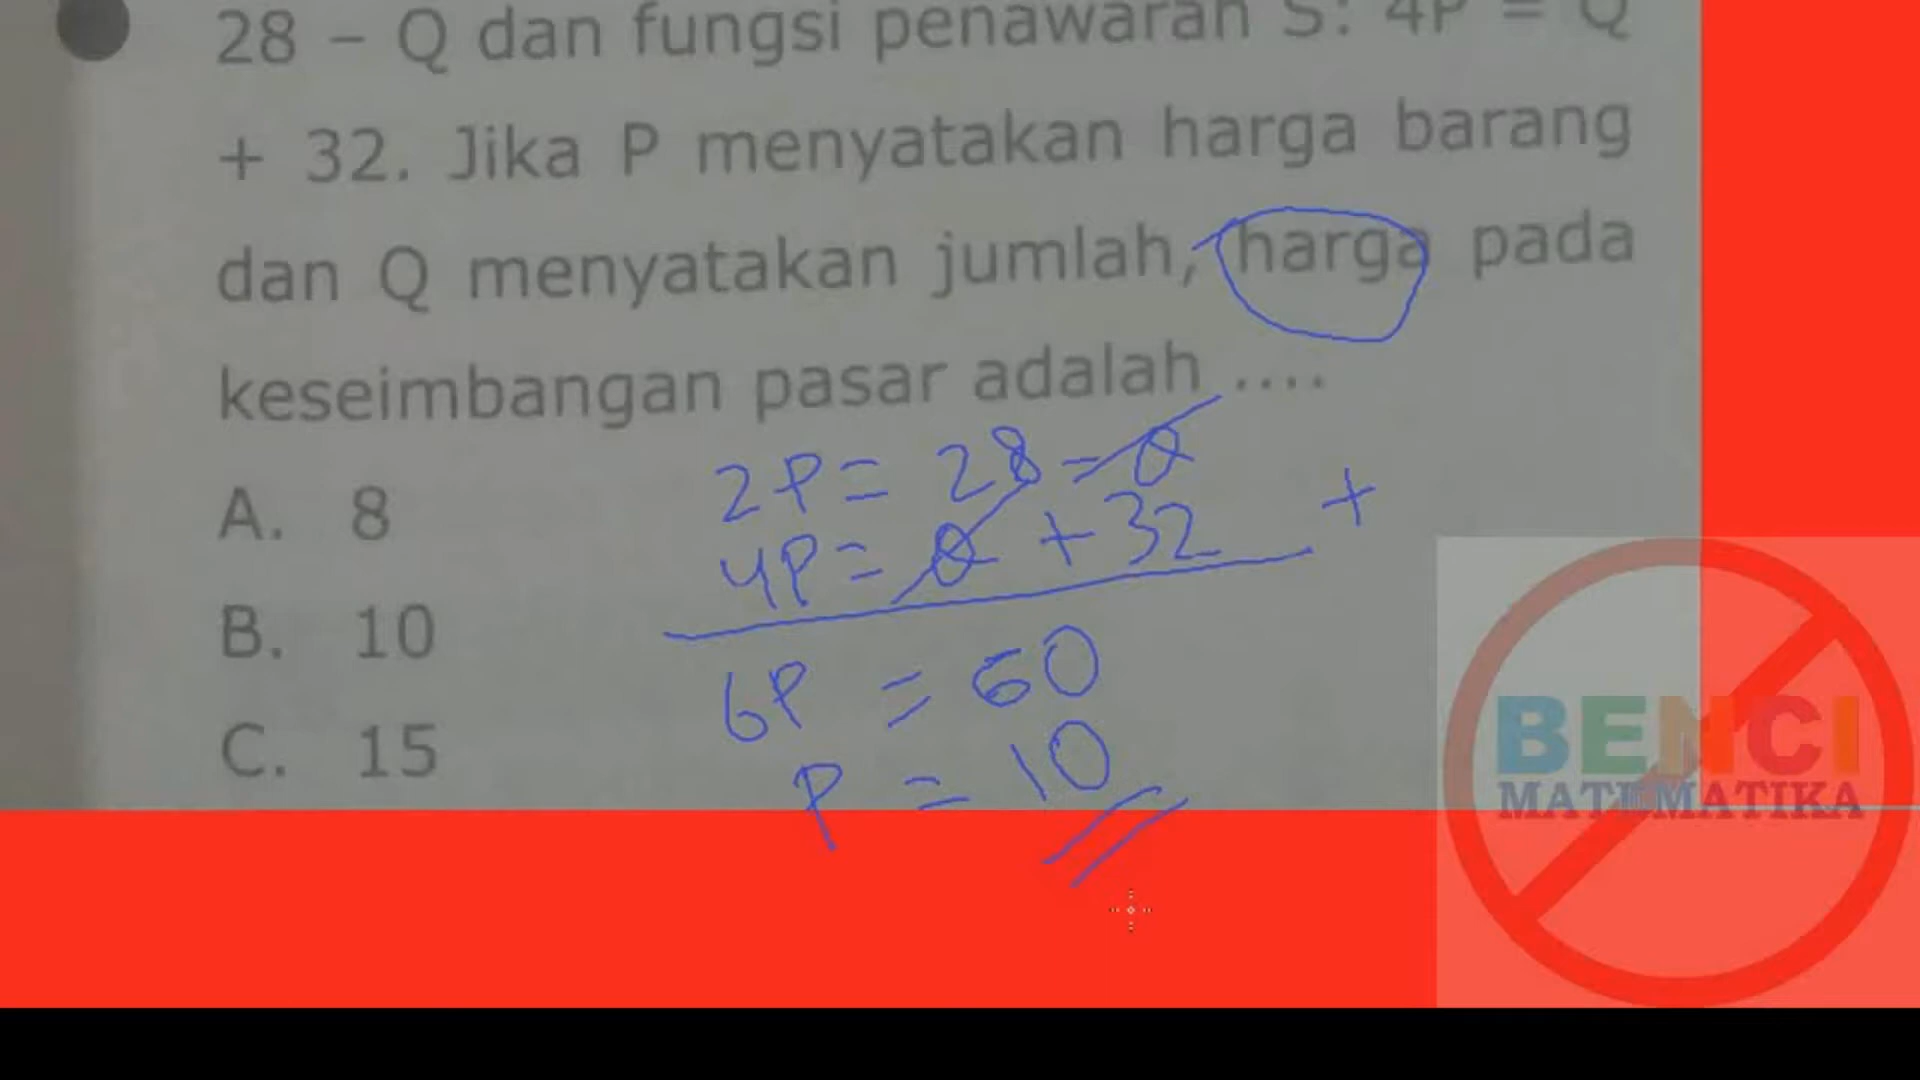 28 – Q dan fungsi penawaran S: 4P = Q
+ 32. Jika P menyatakan harga barang
dan Q menyatakan jumlah, harga pada
keseimbangan pasar adalah ....
A. 8
B. 10
C. 15
2P = 28 - Q
4P = Q + 32 +
6P = 60
P = 10
BENCI
MATEMATIKA